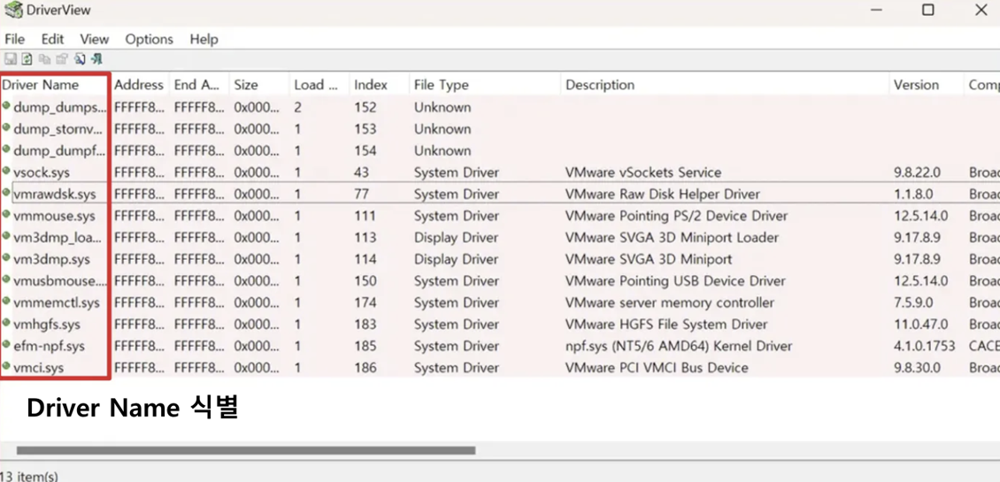 DriverView
File Edit View Options Help
Driver Name Address End A... Size Load ... Index File Type Description Version Comp
dump_dumps... FFFFF8... FFFFF8... 0x000... 2 152 Unknown
dump_stornv... FFFFF8... FFFFF8... 0x000... 1 153 Unknown
dump_dumpf... FFFFF8... FFFFF8... 0x000... 1 154 Unknown
vsock.sys FFFFF8... FFFFF8... 0x000... 1 43 System Driver VMware vSockets Service 9.8.22.0 Broad
vmrawdsk.sys FFFFF8... FFFFF8... 0x000... 1 77 System Driver VMware Raw Disk Helper Driver 1.1.8.0 Broad
vmmouse.sys FFFFF8... FFFFF8... 0x000... 1 111 System Driver VMware Pointing PS/2 Device Driver 12.5.14.0 Broad
vm3dmp_loa... FFFFF8... FFFFF8... 0x000... 1 113 Display Driver VMware SVGA 3D Miniport Loader 9.17.8.9 Broad
vm3dmp.sys FFFFF8... FFFFF8... 0x000... 1 114 Display Driver VMware SVGA 3D Miniport 9.17.8.9 Broad
vmusbmouse.... FFFFF8... FFFFF8... 0x000... 1 150 System Driver VMware Pointing USB Device Driver 12.5.14.0 Broad
vmmemctl.sys FFFFF8... FFFFF8... 0x000... 1 174 System Driver VMware server memory controller 7.5.9.0 Broad
vmhgfs.sys FFFFF8... FFFFF8... 0x000... 1 183 System Driver VMware HGFS File System Driver 11.0.47.0 Broad
efm-npf.sys FFFFF8... FFFFF8... 0x000... 1 185 System Driver npf.sys (NT5/6 AMD64) Kernel Driver 4.1.0.1753 CACE
vmci.sys FFFFF8... FFFFF8... 0x000... 1 186 System Driver VMware PCI VMCI Bus Device 9.8.30.0 Broad
Driver Name 식별
13 item(s)